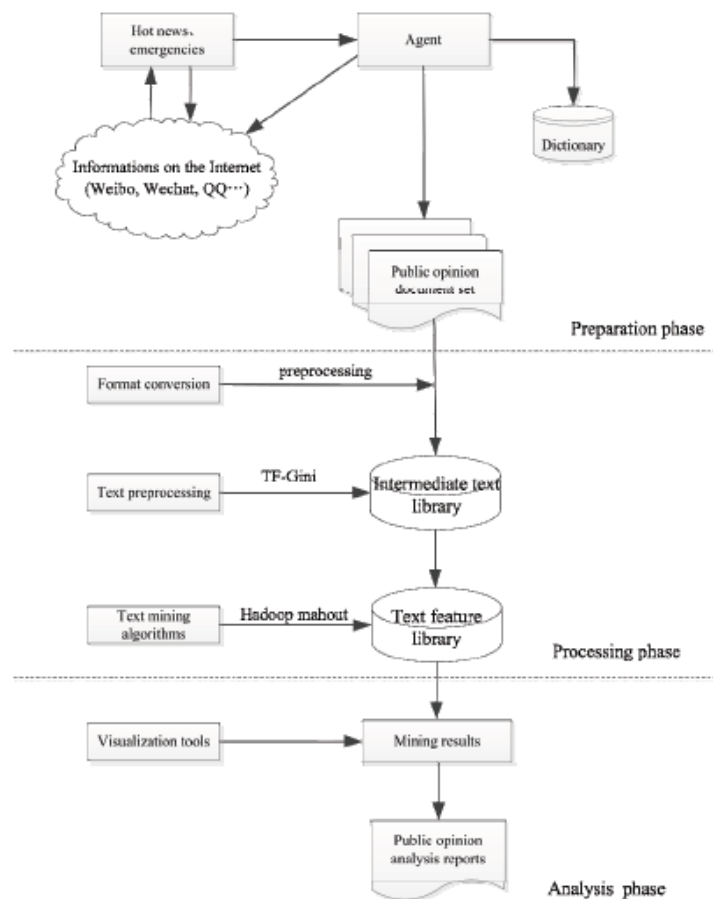 Hot news、
emergencies
Agent
Dictionary
Informations on the Internet
(Weibo, Wechat, QQ···)
Public opinion
document set
Preparation phase
Format conversion
preprocessing
Text preprocessing
TF-Gini
Intermediate text
library
Text mining
algorithms
Hadoop mahout
Text feature
library
Processing phase
Visualization tools
Mining results
Public opinion
analysis reports
Analysis phase